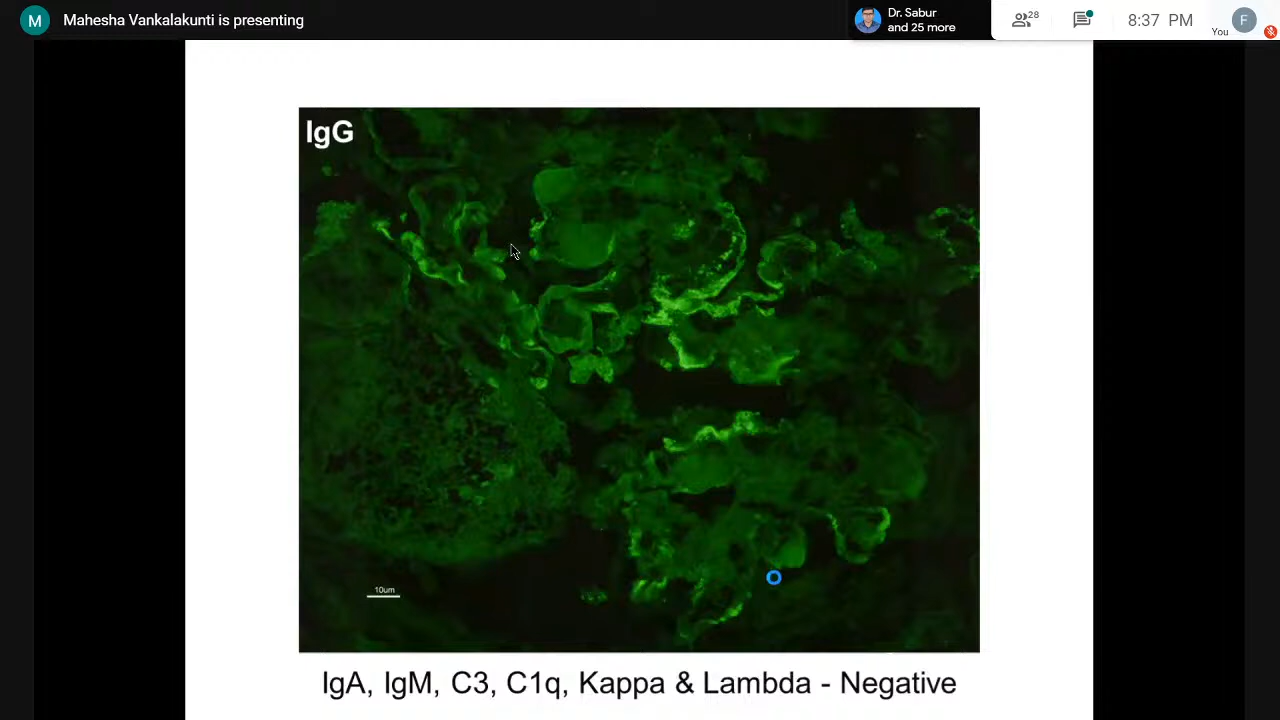 M Mahesha Vankalakunti is presenting
Dr. Sabur
and 25 more
28
8:37 PM
You
F
IgG
10um
IgA, IgM, C3, C1q, Kappa & Lambda - Negative